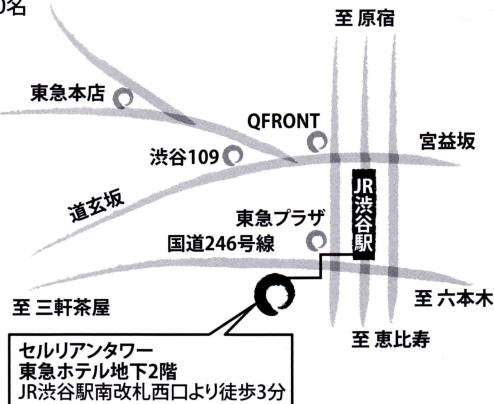 0名
至 原宿
東急本店
QFRONT
宮益坂
渋谷109
道玄坂
JR渋谷駅
東急プラザ
国道246号線
至 三軒茶屋
至 六本木
至 恵比寿
セルリアンタワー
東急ホテル地下2階
JR渋谷駅南改札西口より徒歩3分